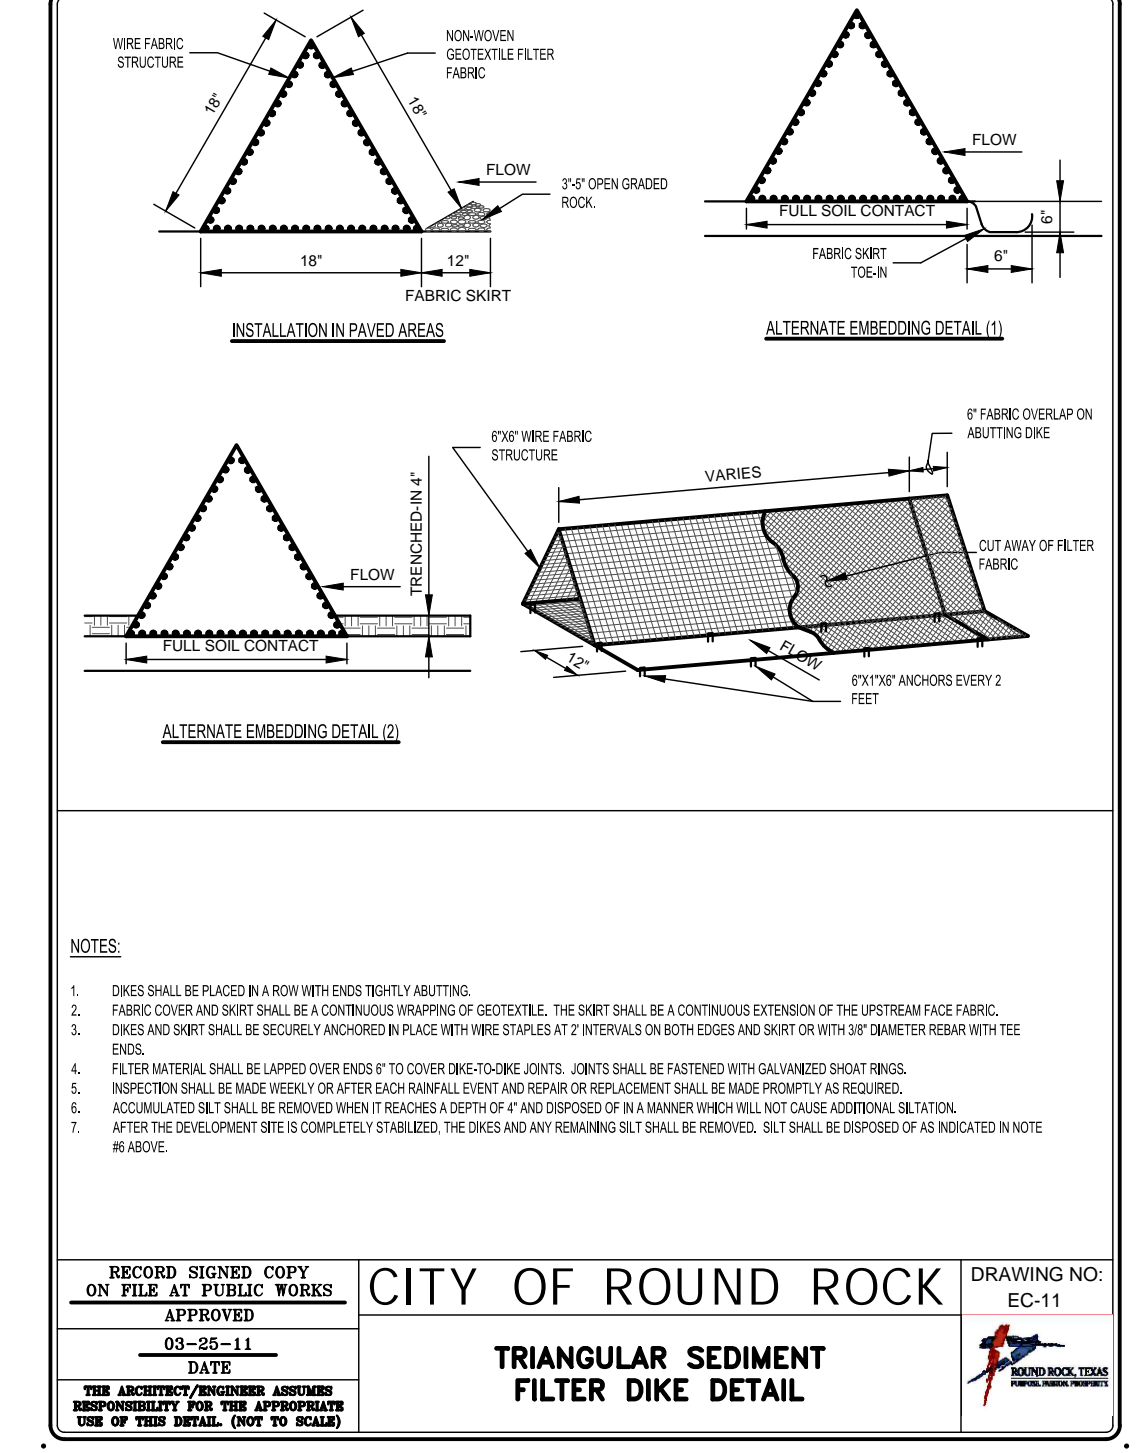 WIRE FABRIC
STRUCTURE
18"
NON-WOVEN
GEOTEXTILE FILTER
FABRIC
18"
FLOW
3"-5" OPEN GRADED
ROCK.
18"
12"
FABRIC SKIRT
INSTALLATION IN PAVED AREAS
FLOW
FULL SOIL CONTACT
6"
FABRIC SKIRT
TOE-IN
6"
ALTERNATE EMBEDDING DETAIL (1)
TRENCHED-IN 4"
FLOW
FULL SOIL CONTACT
ALTERNATE EMBEDDING DETAIL (2)
6"X6" WIRE FABRIC
STRUCTURE
VARIES
6" FABRIC OVERLAP ON
ABUTTING DIKE
CUT AWAY OF FILTER
FABRIC
12"
FLOW
6"X1"X6" ANCHORS EVERY 2
FEET
NOTES:
1. DIKES SHALL BE PLACED IN A ROW WITH ENDS TIGHTLY ABUTTING.
2. FABRIC COVER AND SKIRT SHALL BE A CONTINUOUS WRAPPING OF GEOTEXTILE. THE SKIRT SHALL BE A CONTINUOUS EXTENSION OF THE UPSTREAM FACE FABRIC.
3. DIKES AND SKIRT SHALL BE SECURELY ANCHORED IN PLACE WITH WIRE STAPLES AT 2' INTERVALS ON BOTH EDGES AND SKIRT OR WITH 3/8" DIAMETER REBAR WITH TEE
ENDS.
4. FILTER MATERIAL SHALL BE LAPPED OVER ENDS 6" TO COVER DIKE-TO-DIKE JOINTS. JOINTS SHALL BE FASTENED WITH GALVANIZED SHOAT RINGS.
5. INSPECTION SHALL BE MADE WEEKLY OR AFTER EACH RAINFALL EVENT AND REPAIR OR REPLACEMENT SHALL BE MADE PROMPTLY AS REQUIRED.
6. ACCUMULATED SILT SHALL BE REMOVED WHEN IT REACHES A DEPTH OF 4" AND DISPOSED OF IN A MANNER WHICH WILL NOT CAUSE ADDITIONAL SILTATION.
7. AFTER THE DEVELOPMENT SITE IS COMPLETELY STABILIZED, THE DIKES AND ANY REMAINING SILT SHALL BE REMOVED. SILT SHALL BE DISPOSED OF AS INDICATED IN NOTE
#6 ABOVE.
RECORD SIGNED COPY
ON FILE AT PUBLIC WORKS
APPROVED
03-25-11
DATE
THE ARCHITECT/ENGINEER ASSUMES
RESPONSIBILITY FOR THE APPROPRIATE
USE OF THIS DETAIL. (NOT TO SCALE)
CITY OF ROUND ROCK
TRIANGULAR SEDIMENT
FILTER DIKE DETAIL
DRAWING NO:
EC-11
ROUND ROCK, TEXAS
PURPOSE. PASSION. PROSPERITY.